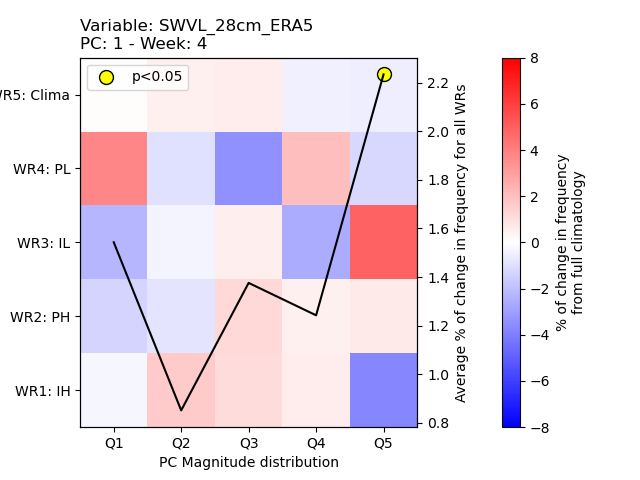 Variable: SWVL_28cm_ERA5
PC: 1 - Week: 4
p<0.05
WR5: Clima
WR4: PL
WR3: IL
WR2: PH
WR1: IH
Q1 Q2 Q3 Q4 Q5
PC Magnitude distribution
2.2
2.0
1.8
1.6
1.4
1.2
1.0
0.8
Average % of change in frequency for all WRs
8
6
4
2
0
−2
−4
−6
−8
% of change in frequency
from full climatology